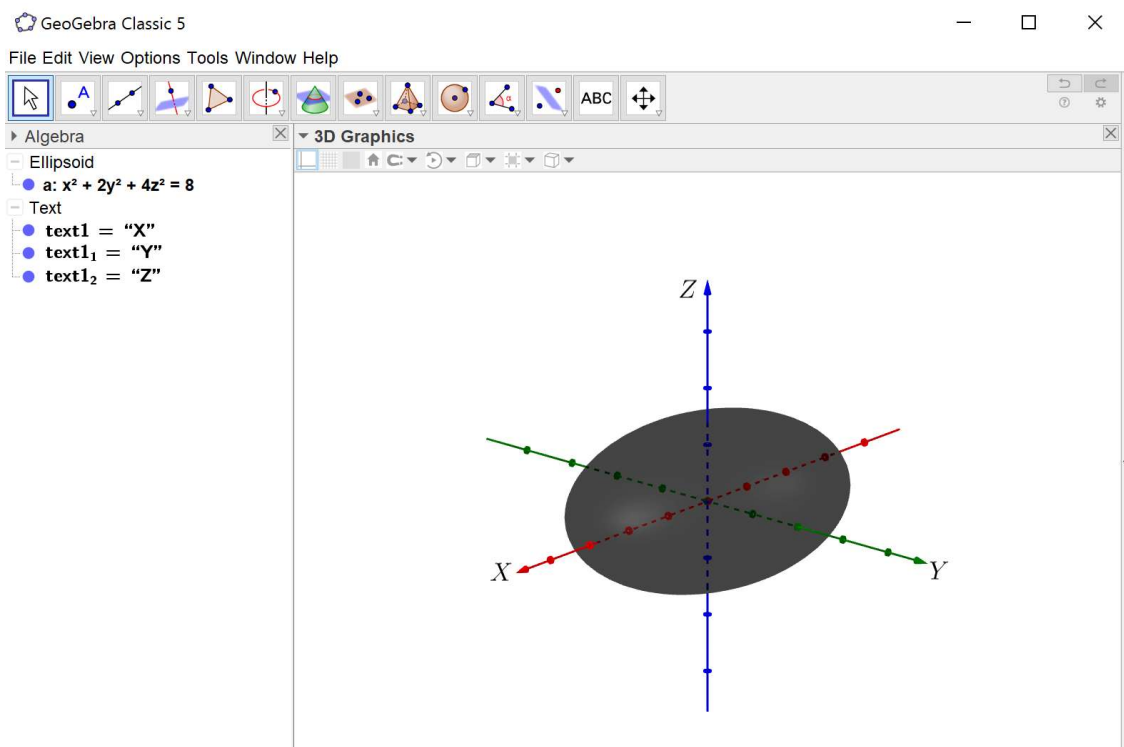 GeoGebra Classic 5
File Edit View Options Tools Window Help
A
α
ABC
Algebra
3D Graphics
Ellipsoid
a: x² + 2y² + 4z² = 8
Text
text1 = “X”
text1₁ = “Y”
text1₂ = “Z”
Z
X
Y